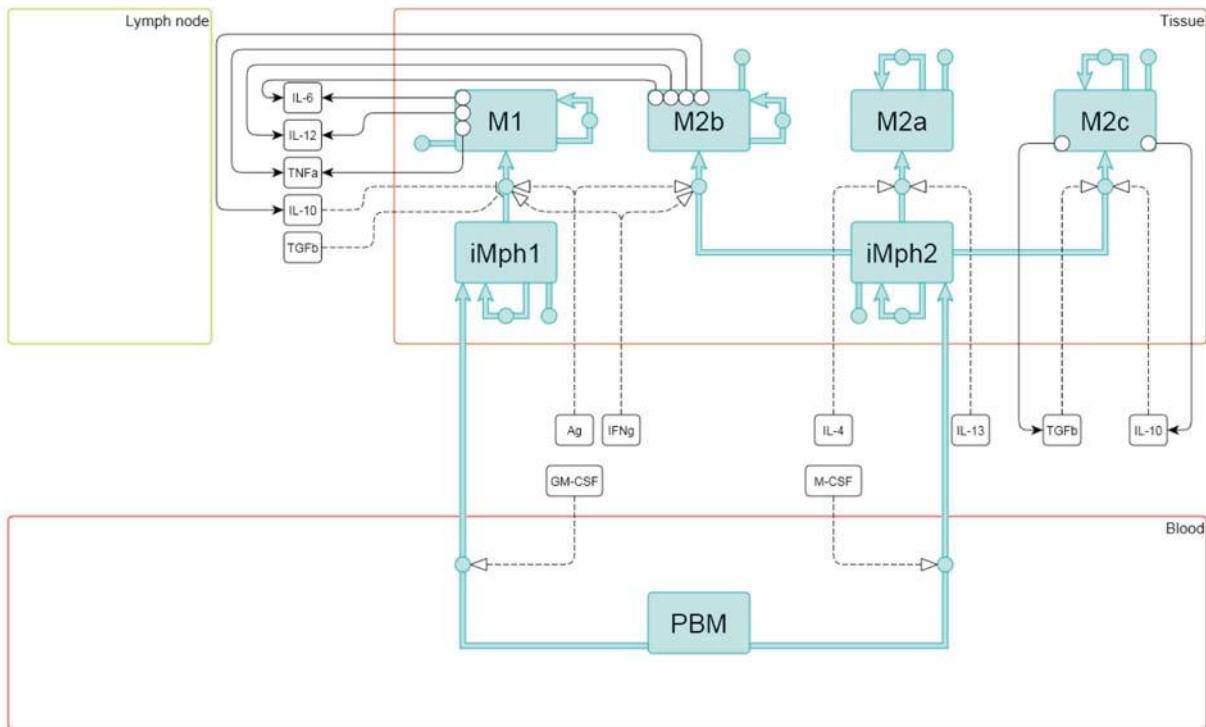 Lymph node
Tissue
IL-6
IL-12
TNFa
IL-10
TGFb
M1
M2b
M2a
M2c
iMph1
iMph2
Ag
IFNg
IL-4
IL-13
TGFb
IL-10
GM-CSF
M-CSF
Blood
PBM